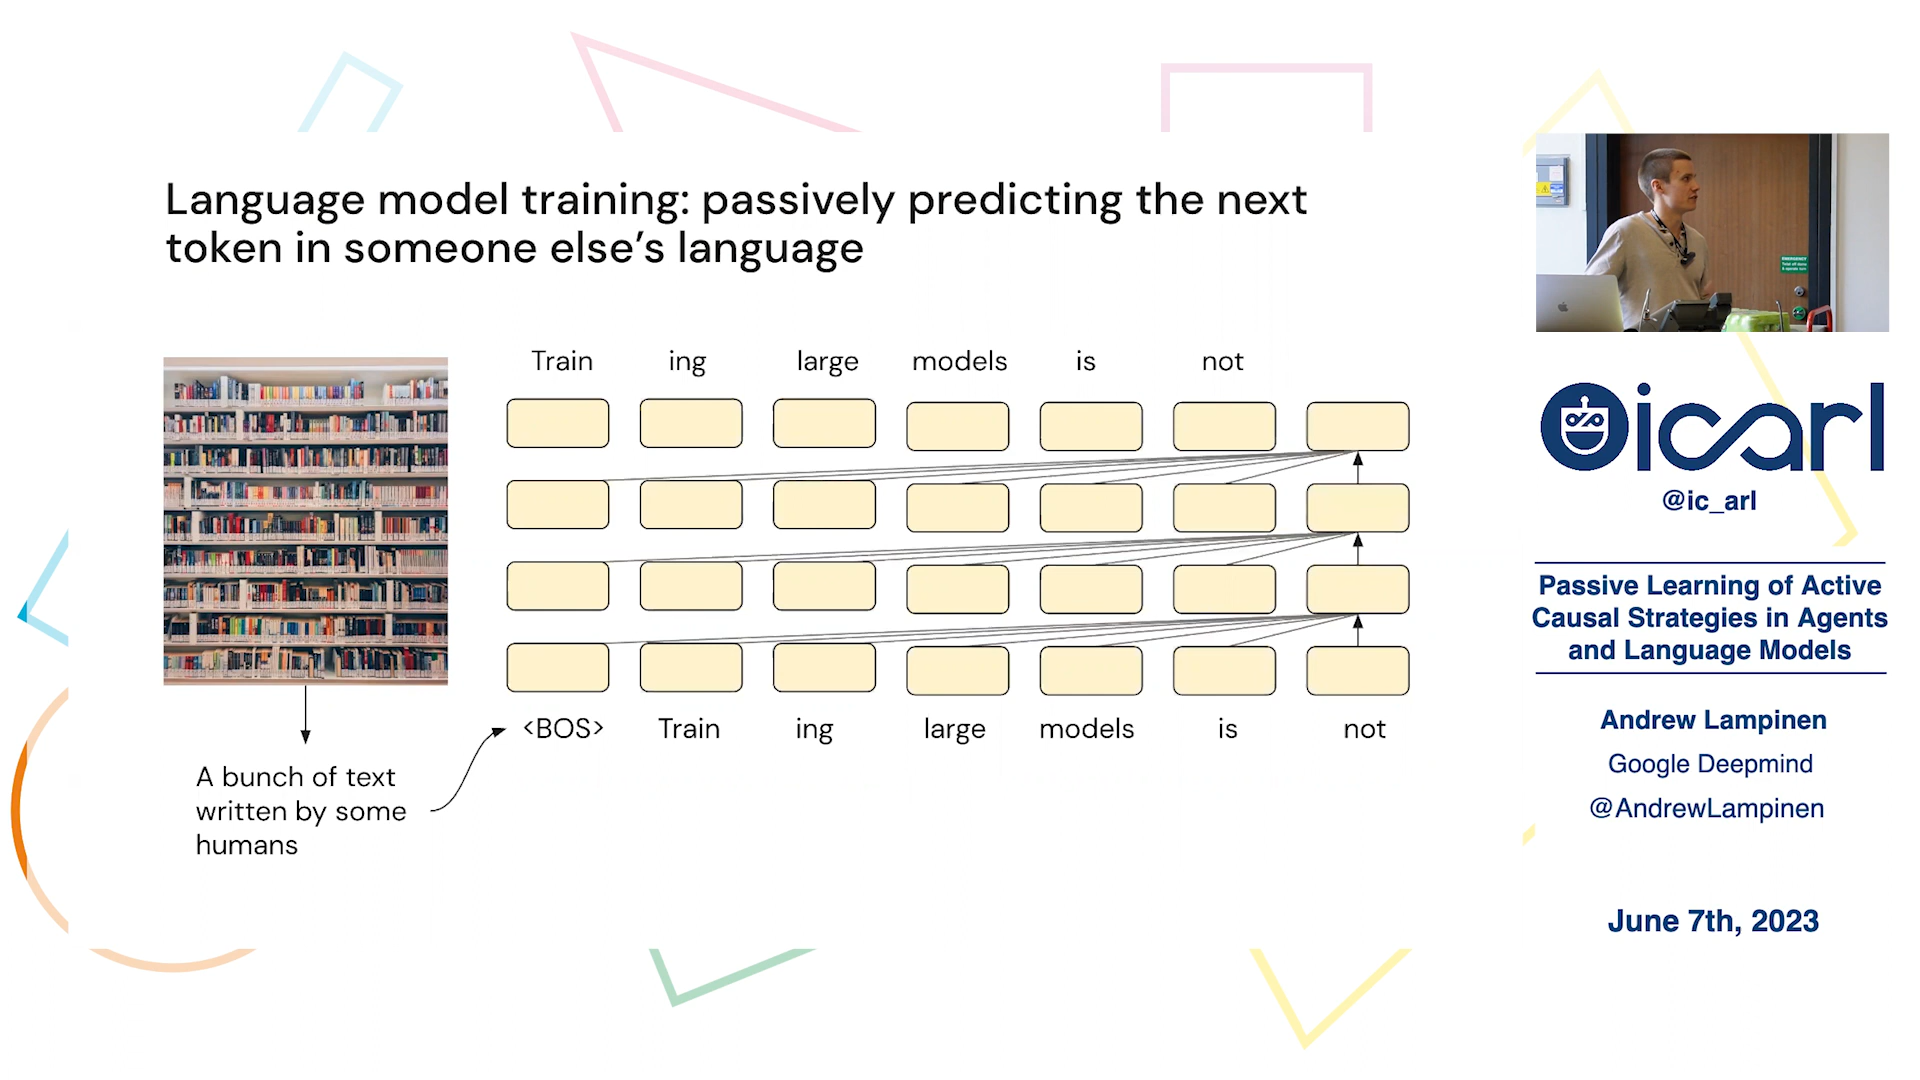 Language model training: passively predicting the next
token in someone else's language
Train ing large models is not
<BOS> Train ing large models is not
A bunch of text
written by some
humans
EMERGENCY
icarl
@ic_arl
Passive Learning of Active
Causal Strategies in Agents
and Language Models
Andrew Lampinen
Google Deepmind
@AndrewLampinen
June 7th, 2023